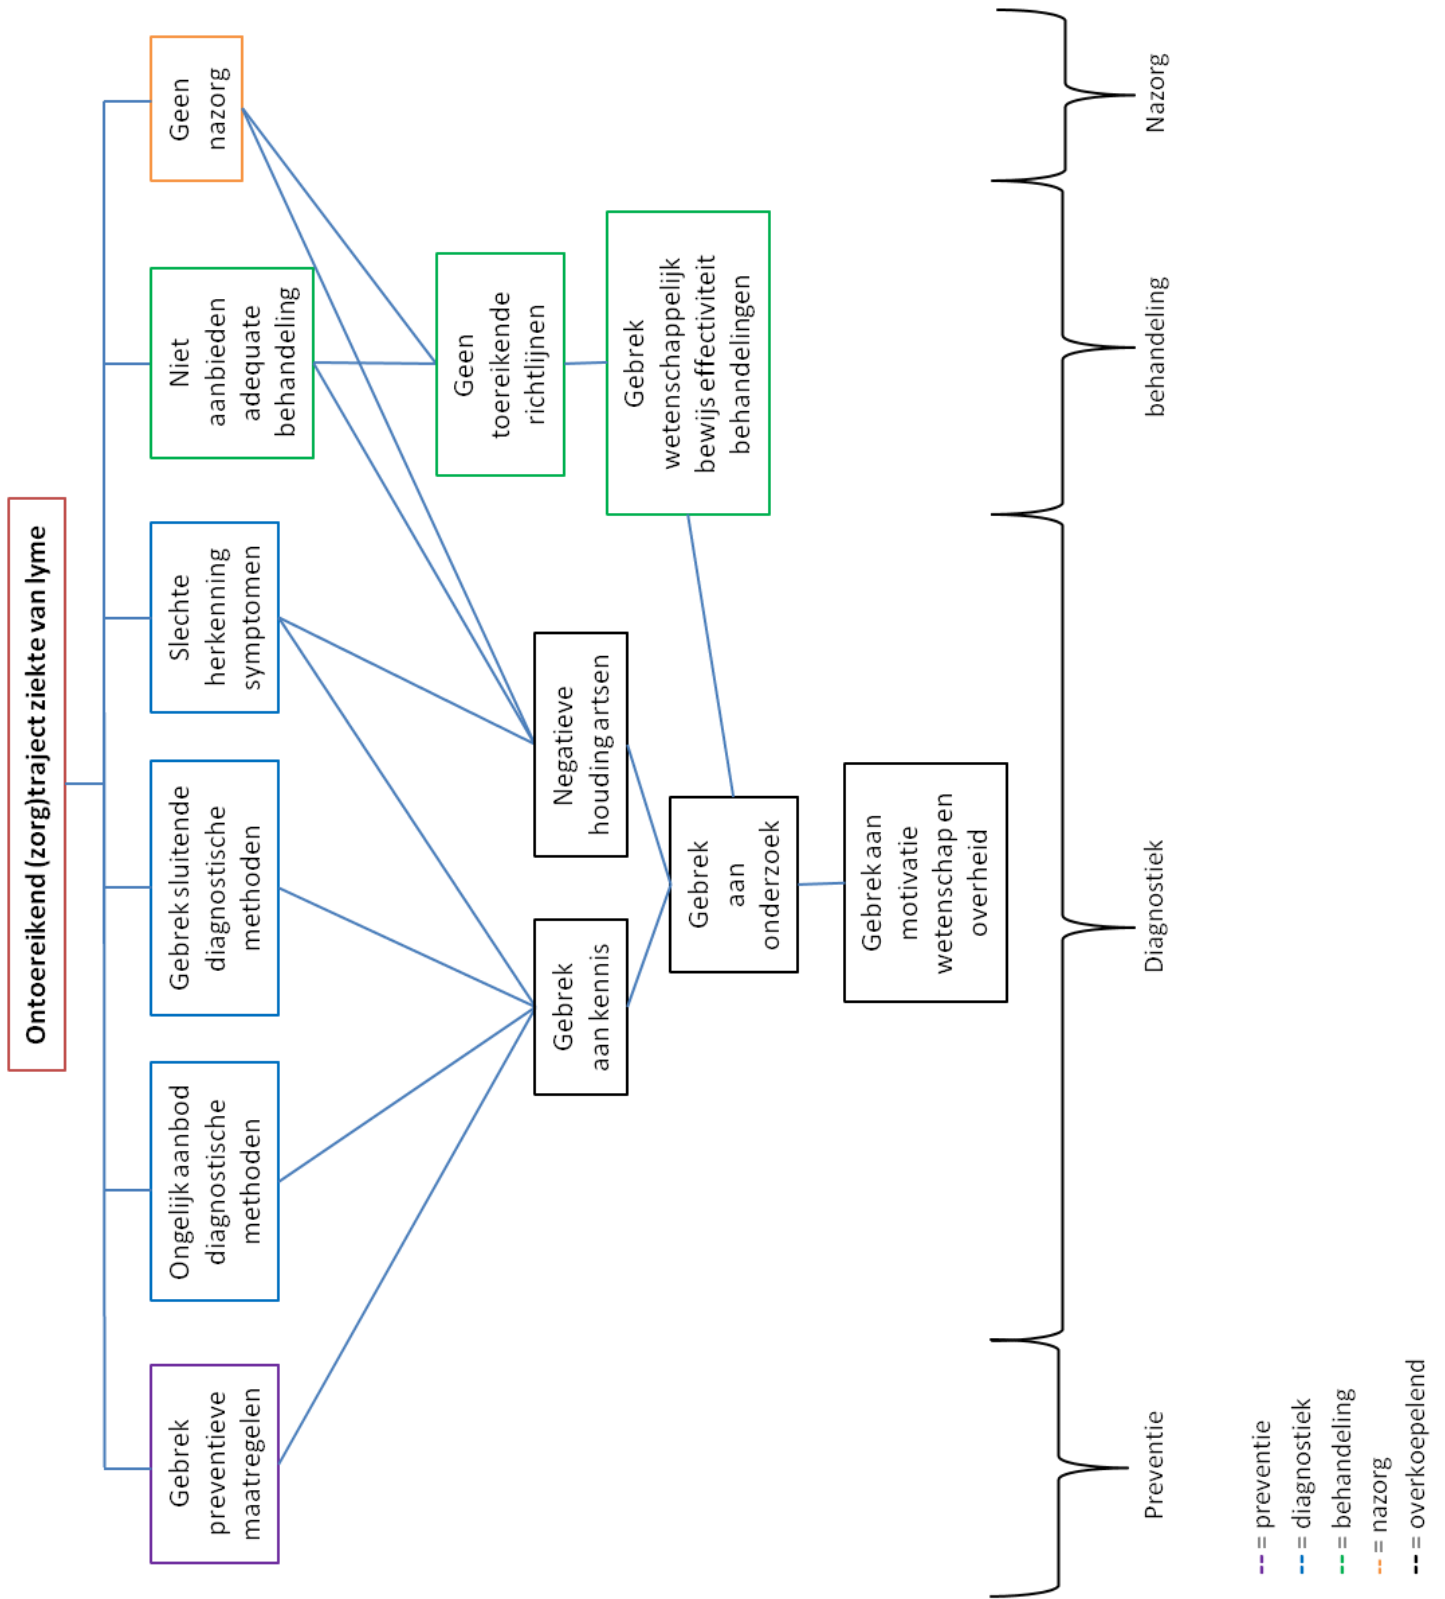 Ontoereikend (zorg)traject ziekte van lyme
Gebrek
preventieve
maatregelen
Ongelijk aanbod
diagnostische
methoden
Gebrek sluitende
diagnostische
methoden
Slechte
herkenning
symptomen
Niet
aanbieden
adequate
behandeling
Geen
nazorg
Geen
toereikende
richtlijnen
Gebrek
aan kennis
Negatieve
houding artsen
Gebrek
wetenschappelijk
bewijs effectiviteit
behandelingen
Gebrek
aan
onderzoek
Gebrek aan
motivatie
wetenschap en
overheid
Preventie
Diagnostiek
behandeling
Nazorg
-- = preventie
-- = diagnostiek
-- = behandeling
-- = nazorg
-- = overkoepelend